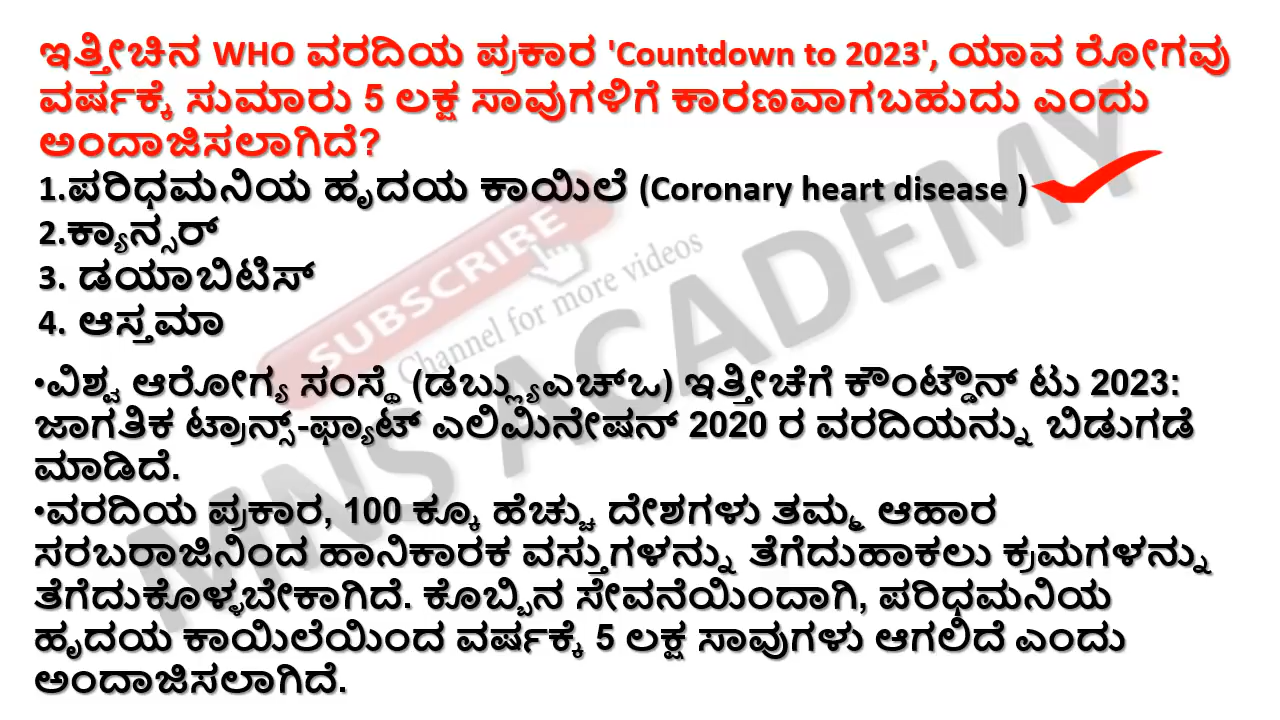 ಇತ್ತೀಚಿನ WHO ವರದಿಯ ಪ್ರಕಾರ 'Countdown to 2023', ಯಾವ ರೋಗವು
ವರ್ಷಕ್ಕೆ ಸುಮಾರು 5 ಲಕ್ಷ ಸಾವುಗಳಿಗೆ ಕಾರಣವಾಗಬಹುದು ಎಂದು
ಅಂದಾಜಿಸಲಾಗಿದೆ?
1.ಪರಿಧಮನಿಯ ಹೃದಯ ಕಾಯಿಲೆ (Coronary heart disease )
2.ಕ್ಯಾನ್ಸರ್
3. ಡಯಾಬಿಟಿಸ್
4. ಆಸ್ತಮಾ
SUBSCRIBE
Channel for more videos
MNS ACADEMY
•ವಿಶ್ವ ಆರೋಗ್ಯ ಸಂಸ್ಥೆ (ಡಬ್ಲ್ಯುಎಚ್‌ಒ) ಇತ್ತೀಚೆಗೆ ಕೌಂಟ್ಡೌನ್ ಟು 2023:
ಜಾಗತಿಕ ಟ್ರಾನ್ಸ್-ಫ್ಯಾಟ್ ಎಲಿಮಿನೇಷನ್ 2020 ರ ವರದಿಯನ್ನು ಬಿಡುಗಡೆ
ಮಾಡಿದೆ.
•ವರದಿಯ ಪ್ರಕಾರ, 100 ಕ್ಕೂ ಹೆಚ್ಚು ದೇಶಗಳು ತಮ್ಮ ಆಹಾರ
ಸರಬರಾಜಿನಿಂದ ಹಾನಿಕಾರಕ ವಸ್ತುಗಳನ್ನು ತೆಗೆದುಹಾಕಲು ಕ್ರಮಗಳನ್ನು
ತೆಗೆದುಕೊಳ್ಳಬೇಕಾಗಿದೆ. ಕೊಬ್ಬಿನ ಸೇವನೆಯಿಂದಾಗಿ, ಪರಿಧಮನಿಯ
ಹೃದಯ ಕಾಯಿಲೆಯಿಂದ ವರ್ಷಕ್ಕೆ 5 ಲಕ್ಷ ಸಾವುಗಳು ಆಗಲಿದೆ ಎಂದು
ಅಂದಾಜಿಸಲಾಗಿದೆ.